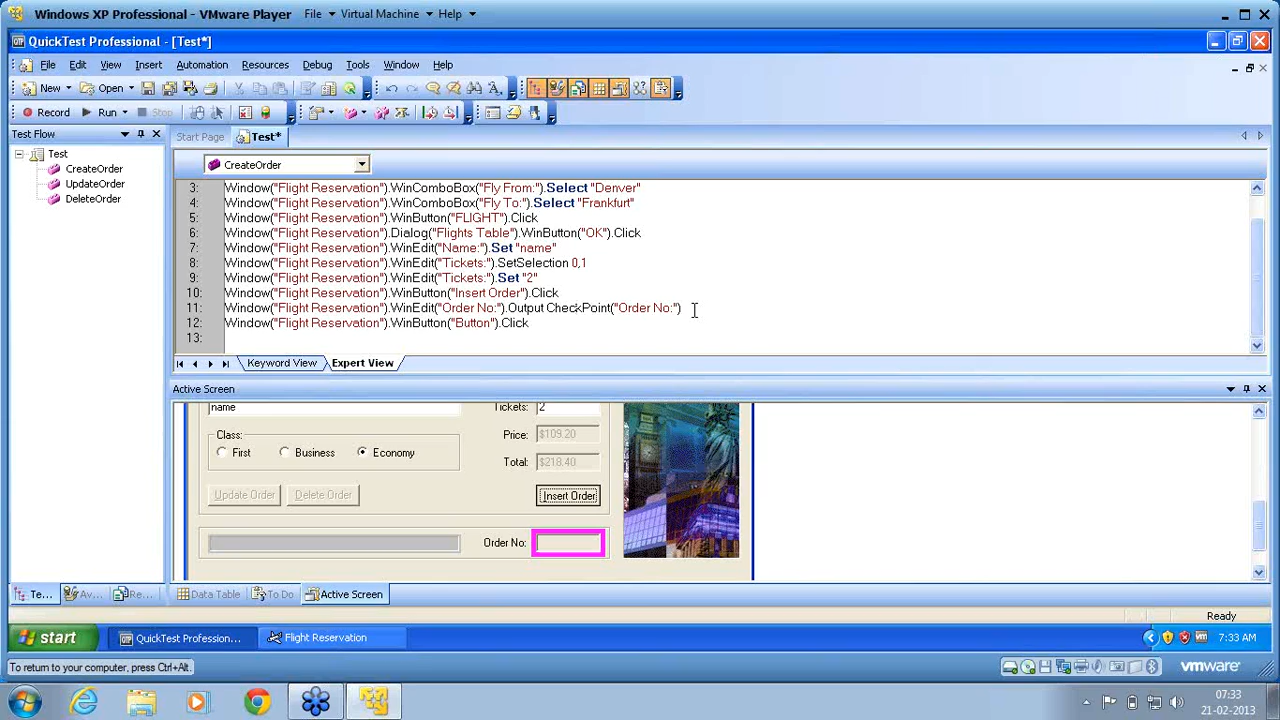 Windows XP Professional - VMware Player
File
Virtual Machine
Help
QuickTest Professional - [Test*]
File Edit View Insert Automation Resources Debug Tools Window Help
New Open
Record Run Stop
Test Flow
Start Page Test*
Test
CreateOrder
UpdateOrder
DeleteOrder
CreateOrder
3: Window("Flight Reservation").WinComboBox("Fly From:").Select "Denver"
4: Window("Flight Reservation").WinComboBox("Fly To:").Select "Frankfurt"
5: Window("Flight Reservation").WinButton("FLIGHT").Click
6: Window("Flight Reservation").Dialog("Flights Table").WinButton("OK").Click
7: Window("Flight Reservation").WinEdit("Name:").Set "name"
8: Window("Flight Reservation").WinEdit("Tickets:").SetSelection 0,1
9: Window("Flight Reservation").WinEdit("Tickets:").Set "2"
10: Window("Flight Reservation").WinButton("Insert Order").Click
11: Window("Flight Reservation").WinEdit("Order No:").Output CheckPoint("Order No:")
12: Window("Flight Reservation").WinButton("Button").Click
13:
Keyword View Expert View
Active Screen
name
Tickets: 2
Class:
Price: $109.20
First Business Economy
Total: $218.40
Update Order Delete Order Insert Order
Order No:
Te... Av... Re... Data Table To Do Active Screen
Ready
start QuickTest Profession... Flight Reservation 7:33 AM
To return to your computer, press Ctrl+Alt.
vmware
07:33
21-02-2013